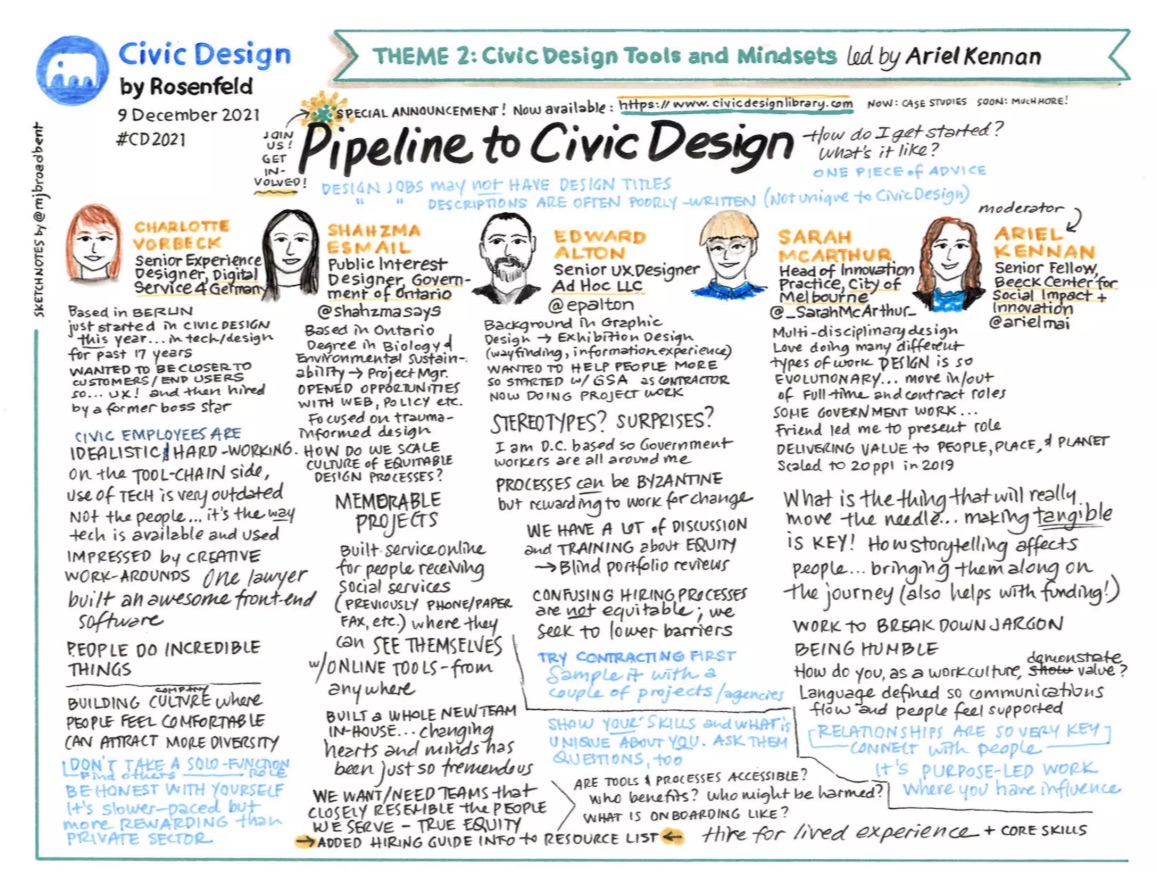 Civic Design
by Rosenfeld
9 December 2021
#CD2021
SKETCHNOTES by @mjbroadbent
THEME 2: Civic Design Tools and Mindsets led by Ariel Kennan
SPECIAL ANNOUNCEMENT! Now available: https://www.civicdesignlibrary.com NOW: CASE STUDIES SOON: MUCH MORE!
JOIN
US!
GET
IN-
VOLVED!
Pipeline to Civic Design
How do I get started?
What's it like?
ONE PIECE of ADVICE
DESIGN JOBS may not HAVE DESIGN TITLES
" " DESCRIPTIONS ARE OFTEN POORLY-WRITTEN (Not unique to Civic Design)
CHARLOTTE
VORBECK
Senior Experience
Designer, Digital
Service 4 Germany
Based in BERLIN
just started in CIVIC DESIGN
this year... in tech/design
for past 17 years
WANTED TO BE CLOSER TO
CUSTOMERS/END USERS
so... UX! and then hired
by a former boss star
CIVIC EMPLOYEES ARE
IDEALISTIC & HARD-WORKING.
On the TOOL-CHAIN side,
use of TECH is very outdated
NOT the people... it's the way
tech is available and used
IMPRESSED by CREATIVE
WORK-AROUNDS One lawyer
built an awesome front-end
software
PEOPLE DO INCREDIBLE
THINGS
BUILDING COMPANY CULTURE where
PEOPLE FEEL COMFORTABLE
CAN ATTRACT MORE DIVERSITY
DON'T TAKE A SOLO-FUNCTION
Find others ROLE
BE HONEST WITH YOURSELF
It's slower-paced but
more REWARDING than
PRIVATE SECTOR
SHAHZMA
ESMAIL
Public Interest
Designer, Govern-
ment of Ontario
@shahzmasays
Based in Ontario
Degree in Biology &
Environmental Sustain-
ability → Project Mgr.
OPENED OPPORTUNITIES
WITH WEB, POLICY etc.
Focused on trauma-
informed design
HOW DO WE SCALE
CULTURE of EQUITABLE
DESIGN PROCESSES?
MEMORABLE
PROJECTS
Built service online
for people receiving
Social services
(PREVIOUSLY PHONE/PAPER
FAX, ETC.) where they
can SEE THEMSELVES
w/ONLINE TOOLS - from
anywhere
BUILT a WHOLE NEW TEAM
IN-HOUSE... changing
hearts and minds has
been just so tremendous
WE WANT/NEED TEAMS that
CLOSELY RESEMBLE the PEOPLE
WE SERVE - TRUE EQUITY
→ ADDED HIRING GUIDE INFO to RESOURCE LIST ←
EDWARD
ALTON
Senior UX Designer
Ad Hoc LLC
@epalton
Background in Graphic
Design → Exhibition Design
(wayfinding, information experience)
WANTED TO HELP PEOPLE MORE
SO STARTED w/ GSA as CONTRACTOR
NOW DOING PROJECT WORK
STEREOTYPES? SURPRISES?
I am D.C. based so Government
workers are all around me
PROCESSES can be BYZANTINE
but rewarding to work for change
WE HAVE A LOT of DISCUSSION
and TRAINING about EQUITY
→ Blind portfolio reviews
CONFUSING HIRING PROCESSES
are not equitable; we
seek to lower barriers
TRY CONTRACTING FIRST
Sample it with a
couple of projects/agencies
SHOW YOUR SKILLS and WHAT is
UNIQUE ABOUT YOU. ASK THEM
QUESTIONS, TOO
ARE TOOLS & PROCESSES ACCESSIBLE?
Who benefits? Who might be harmed?
WHAT IS ONBOARDING LIKE?
SARAH
MCARTHUR
Head of Innovation
Practice, City of
Melbourne
@_SarahMcArthur_
Multi-disciplinary design
Love doing many different
types of work DESIGN is so
EVOLUTIONARY... move in/out
of full-time and contract roles
SOME GOVERNMENT WORK...
Friend led me to present role
DELIVERING VALUE to PEOPLE, PLACE, & PLANET
Scaled to 20 ppl in 2019
What is the thing that will really
move the needle... making tangible
is KEY! How storytelling affects
people... bringing them along on
the journey (also helps with funding!)
WORK TO BREAK DOWN JARGON
BEING HUMBLE
How do you, as a work culture, show demonstrate value?
Language defined so communications
flow and people feel supported
RELATIONSHIPS ARE SO VERY KEY
CONNECT with people
It's PURPOSE-LED WORK
where you have influence
Hire for lived experience + CORE SKILLS
moderator
ARIEL
KENNAN
Senior Fellow,
Beeck Center for
Social Impact +
Innovation
@arielmai